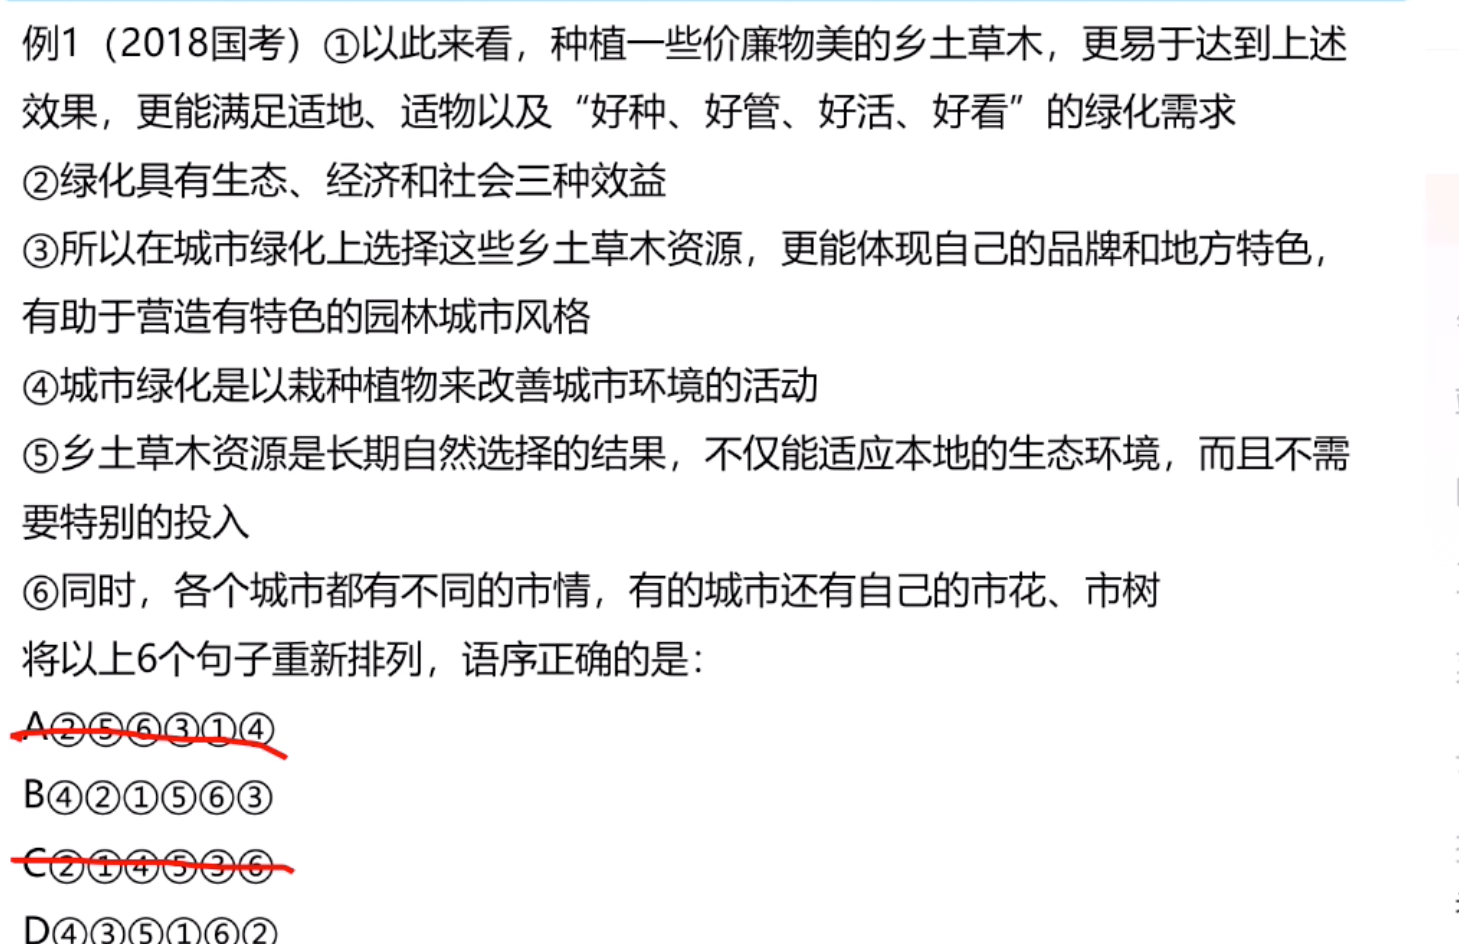 例1（2018国考）①以此来看，种植一些价廉物美的乡土草木，更易于达到上述
效果，更能满足适地、适物以及“好种、好管、好活、好看”的绿化需求
②绿化具有生态、经济和社会三种效益
③所以在城市绿化上选择这些乡土草木资源，更能体现自己的品牌和地方特色，
有助于营造有特色的园林城市风格
④城市绿化是以栽种植物来改善城市环境的活动
⑤乡土草木资源是长期自然选择的结果，不仅能适应本地的生态环境，而且不需
要特别的投入
⑥同时，各个城市都有不同的市情，有的城市还有自己的市花、市树
将以上6个句子重新排列，语序正确的是：
A②⑤⑥③①④
B④②①⑤⑥③
C②①④⑤③⑥
D④③⑤①⑥②